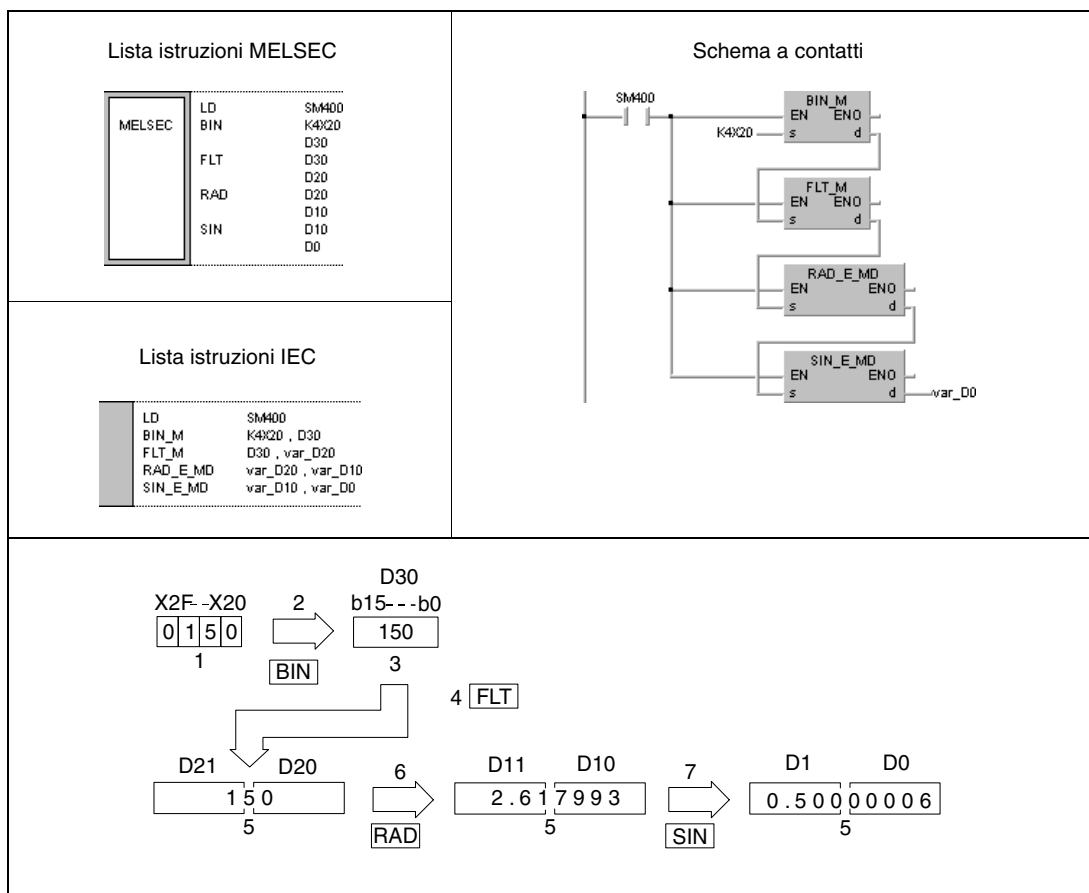 Lista istruzioni MELSEC
MELSEC
LD SM400
BIN K4X20
D30
FLT D30
D20
RAD D20
D10
SIN D10
D0
Lista istruzioni IEC
LD SM400
BIN_M K4X20 , D30
FLT_M D30 , var_D20
RAD_E_MD var_D20 , var_D10
SIN_E_MD var_D10 , var_D0
Schema a contatti
SM400
BIN_M
EN ENO
K4X20 s d
FLT_M
EN ENO
s d
RAD_E_MD
EN ENO
s d
SIN_E_MD
EN ENO
s d var_D0
D30
X2F- -X20 2 b15- - -b0
0 1 5 0 150
1 BIN 3
4 FLT
D21 D20 6 D11 D10 7 D1 D0
150 2.617993 0.50000006
5 RAD 5 SIN 5